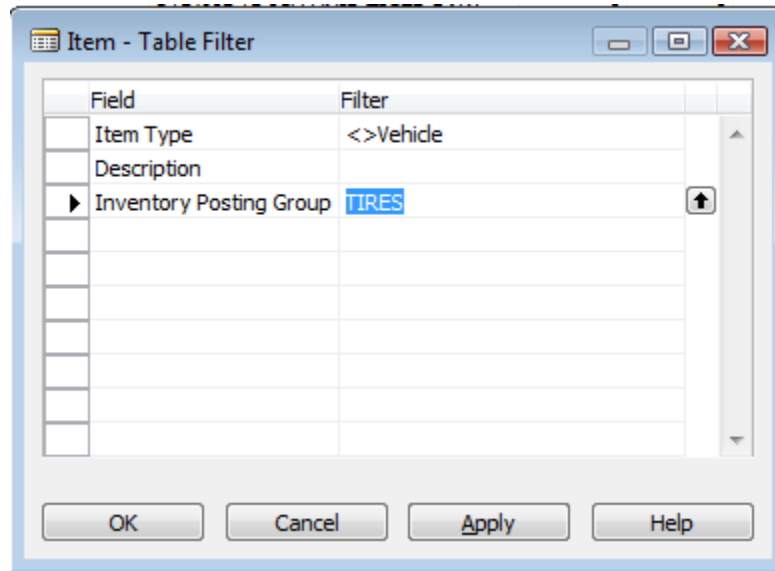 Item - Table Filter
Field Filter
Item Type <>Vehicle
Description
Inventory Posting Group TIRES
OK Cancel Apply Help